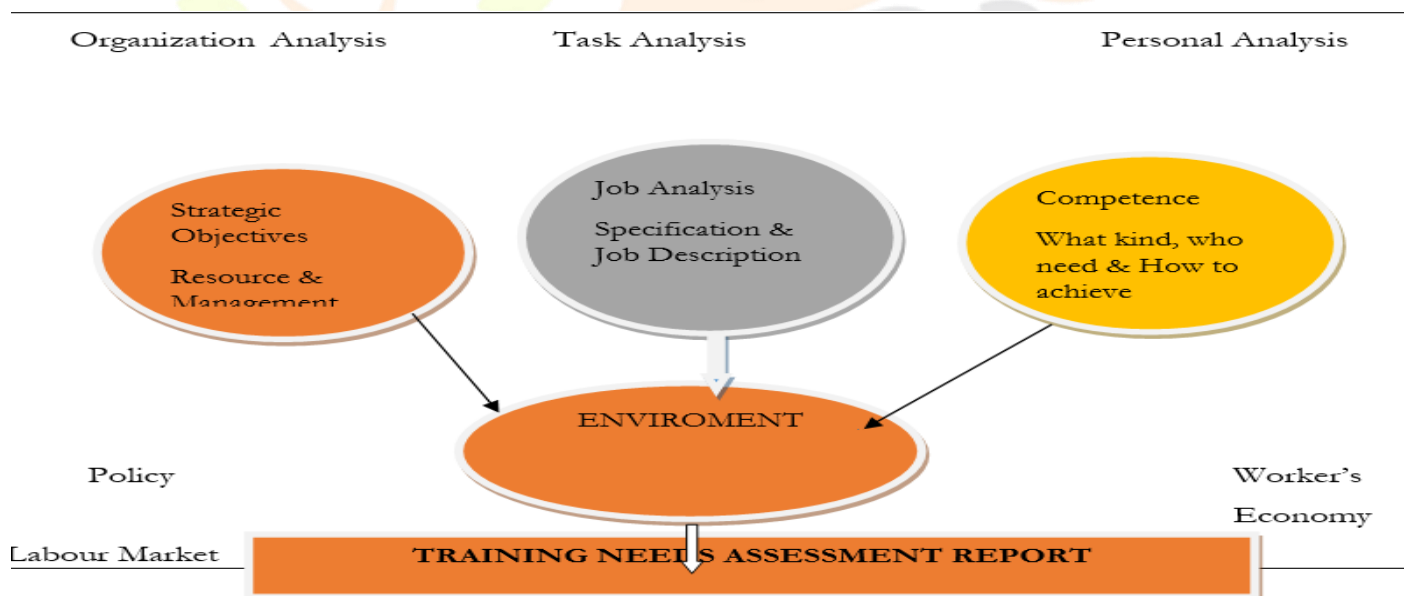 Organization Analysis
Task Analysis
Personal Analysis
Strategic
Objectives
Resource &
Management
Job Analysis
Specification &
Job Description
Competence
What kind, who
need & How to
achieve
ENVIROMENT
Policy
Worker's
Economy
Labour Market
TRAINING NEEDS ASSESSMENT REPORT